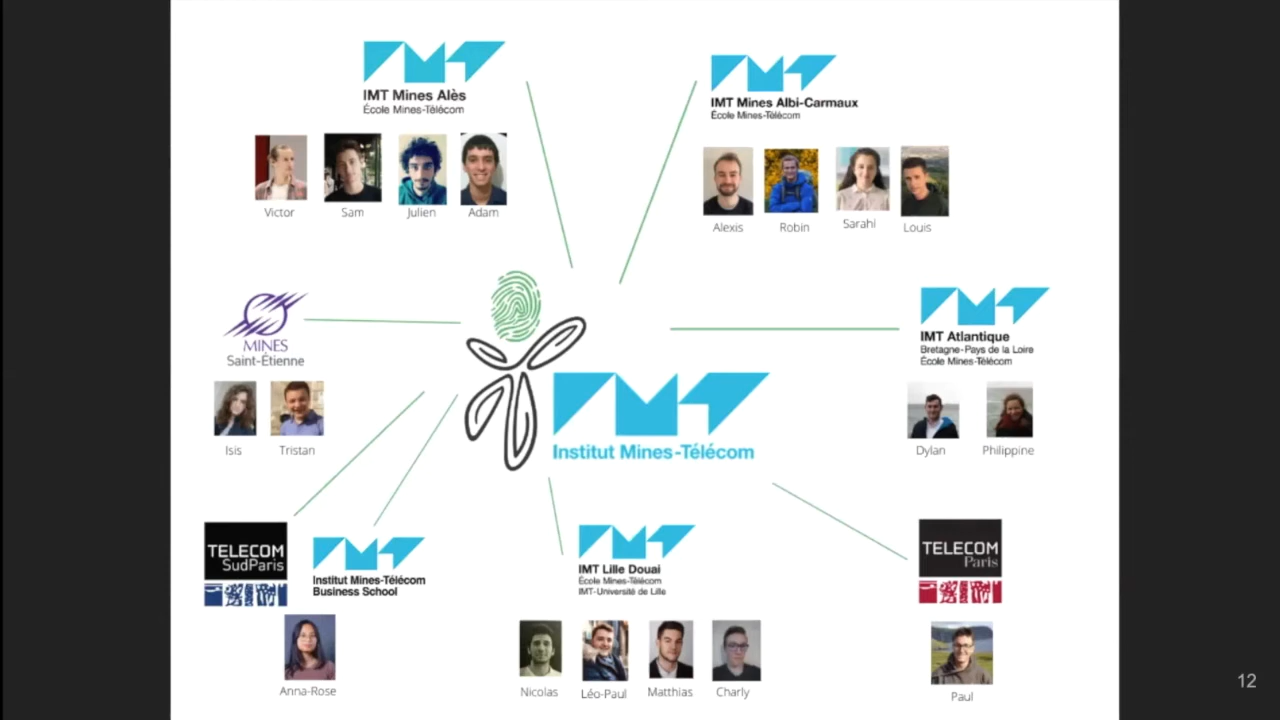 IMT Mines Alès
École Mines-Télécom
Victor
Sam
Julien
Adam
IMT Mines Albi-Carmaux
École Mines-Télécom
Alexis
Robin
Sarahi
Louis
MINES
Saint-Étienne
Isis
Tristan
Institut Mines-Télécom
IMT Atlantique
Bretagne-Pays de la Loire
École Mines-Télécom
Dylan
Philippine
TELECOM
SudParis
Institut Mines-Télécom
Business School
Anna-Rose
IMT Lille Douai
École Mines-Télécom
IMT-Université de Lille
Nicolas
Léo-Paul
Matthias
Charly
TELECOM
Paris
Paul
12